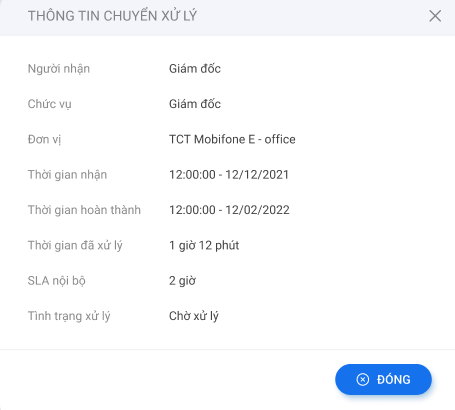 THÔNG TIN CHUYỂN XỬ LÝ
Người nhận Giám đốc
Chức vụ Giám đốc
Đơn vị TCT Mobifone E - office
Thời gian nhận 12:00:00 - 12/12/2021
Thời gian hoàn thành 12:00:00 - 12/02/2022
Thời gian đã xử lý 1 giờ 12 phút
SLA nội bộ 2 giờ
Tình trạng xử lý Chờ xử lý
ĐÓNG